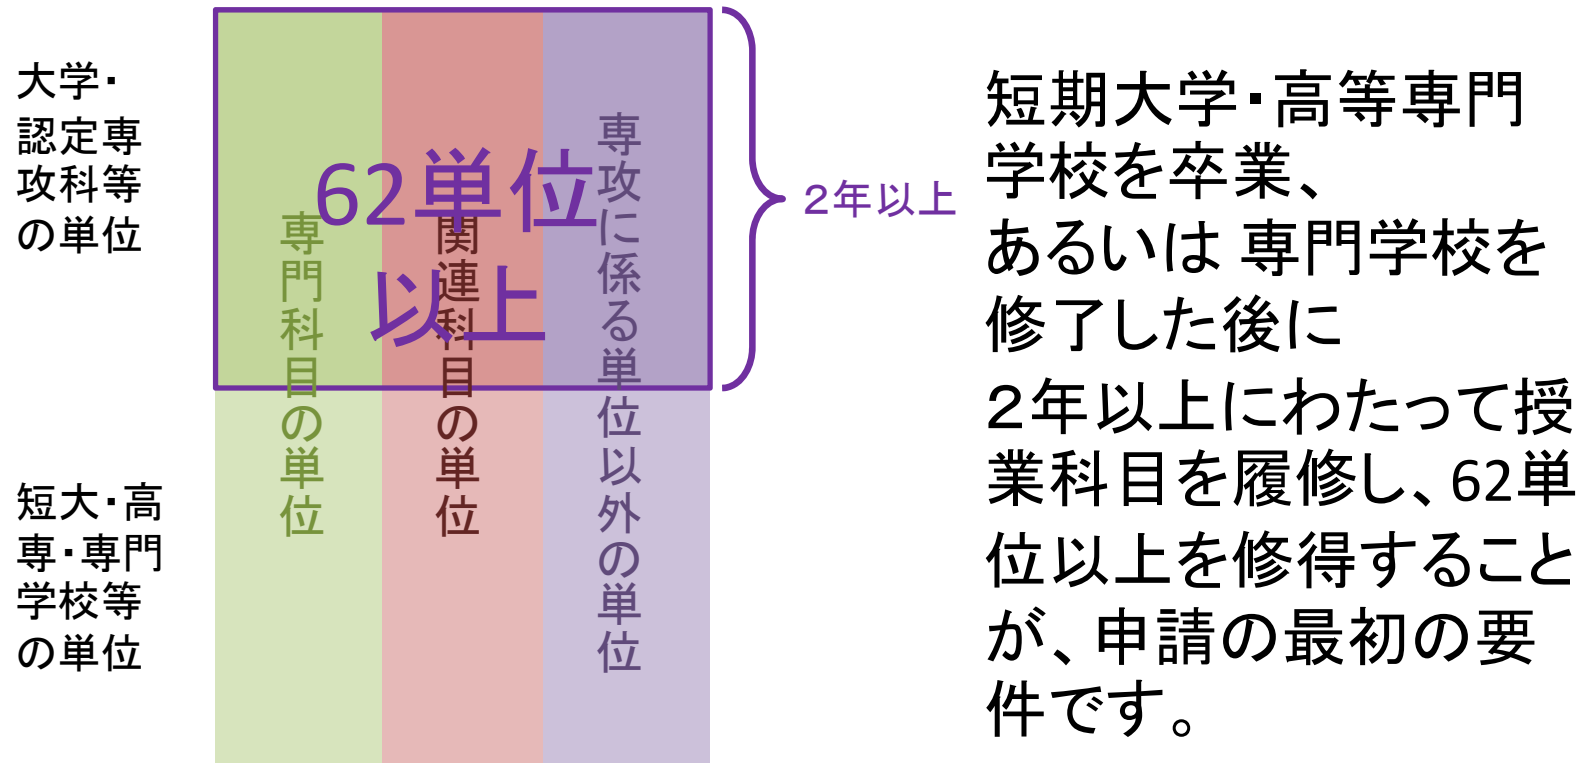 大学・
認定専
攻科等
の単位
短大・高
専・専門
学校等
の単位
専門科目の単位
関連科目の単位
専攻に係る単位以外の単位
62単位
以上
２年以上
短期大学・高等専門
学校を卒業、
あるいは 専門学校を
修了した後に
２年以上にわたって授
業科目を履修し、62単
位以上を修得すること
が、申請の最初の要
件です。